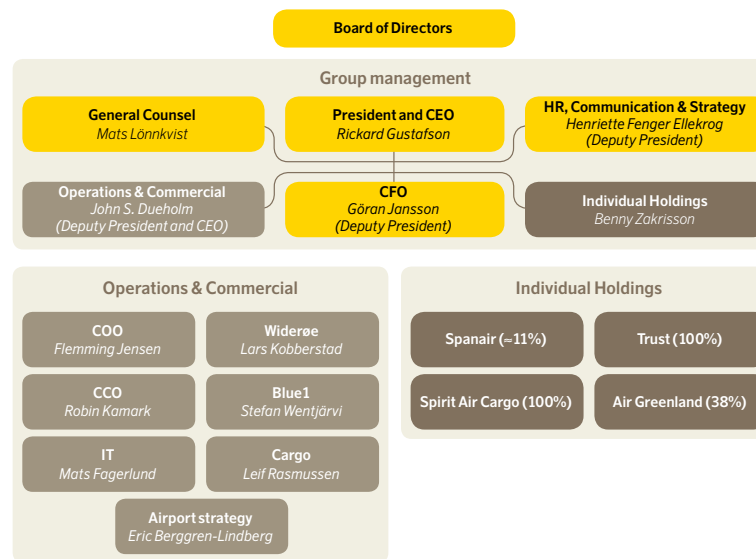 Board of Directors
Group management
General Counsel
Mats Lönnkvist
President and CEO
Rickard Gustafson
HR, Communication & Strategy
Henriette Fenger Ellekrog
(Deputy President)
Operations & Commercial
John S. Dueholm
(Deputy President and CEO)
CFO
Göran Jansson
(Deputy President)
Individual Holdings
Benny Zakrisson
Operations & Commercial
COO
Flemming Jensen
Widerøe
Lars Kobberstad
CCO
Robin Kamark
Blue1
Stefan Wentjärvi
IT
Mats Fagerlund
Cargo
Leif Rasmussen
Airport strategy
Eric Berggren-Lindberg
Individual Holdings
Spanair (≈11%)
Trust (100%)
Spirit Air Cargo (100%)
Air Greenland (38%)